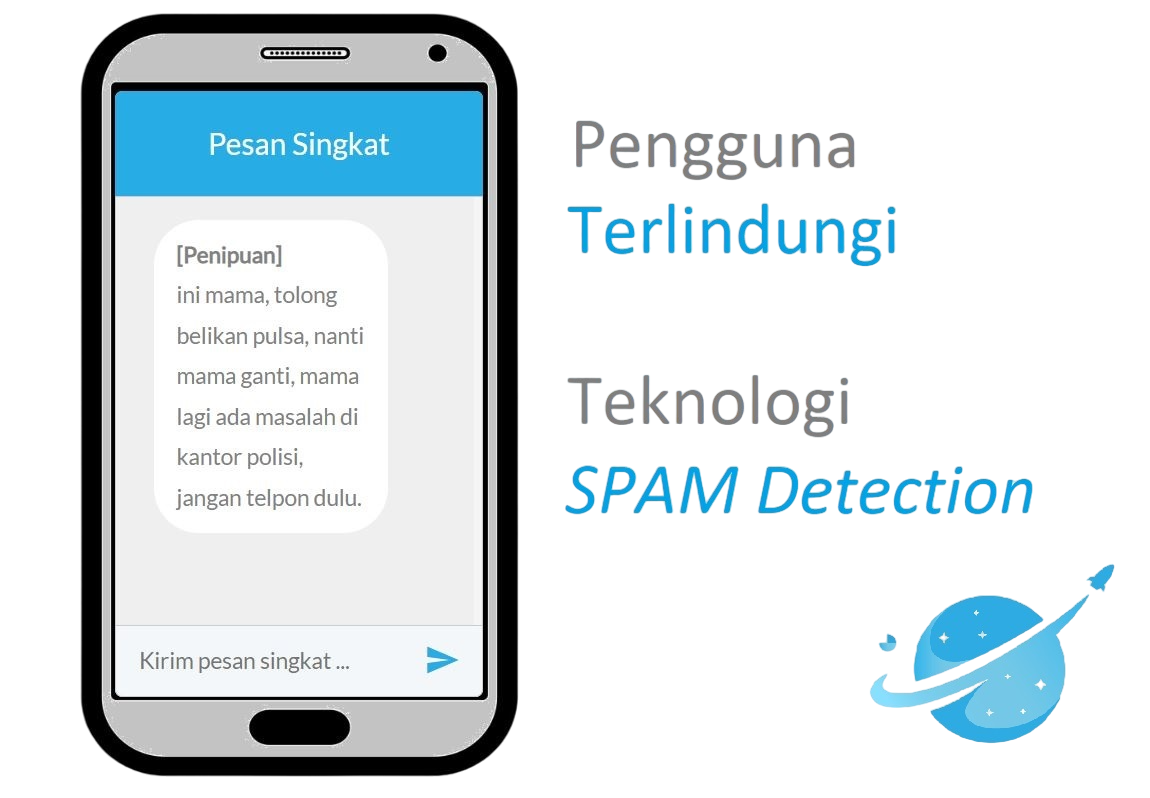 Pesan Singkat
[Penipuan]
ini mama, tolong
belikan pulsa, nanti
mama ganti, mama
lagi ada masalah di
kantor polisi,
jangan telpon dulu.
Kirim pesan singkat ...
Pengguna
Terlindungi
Teknologi
SPAM Detection